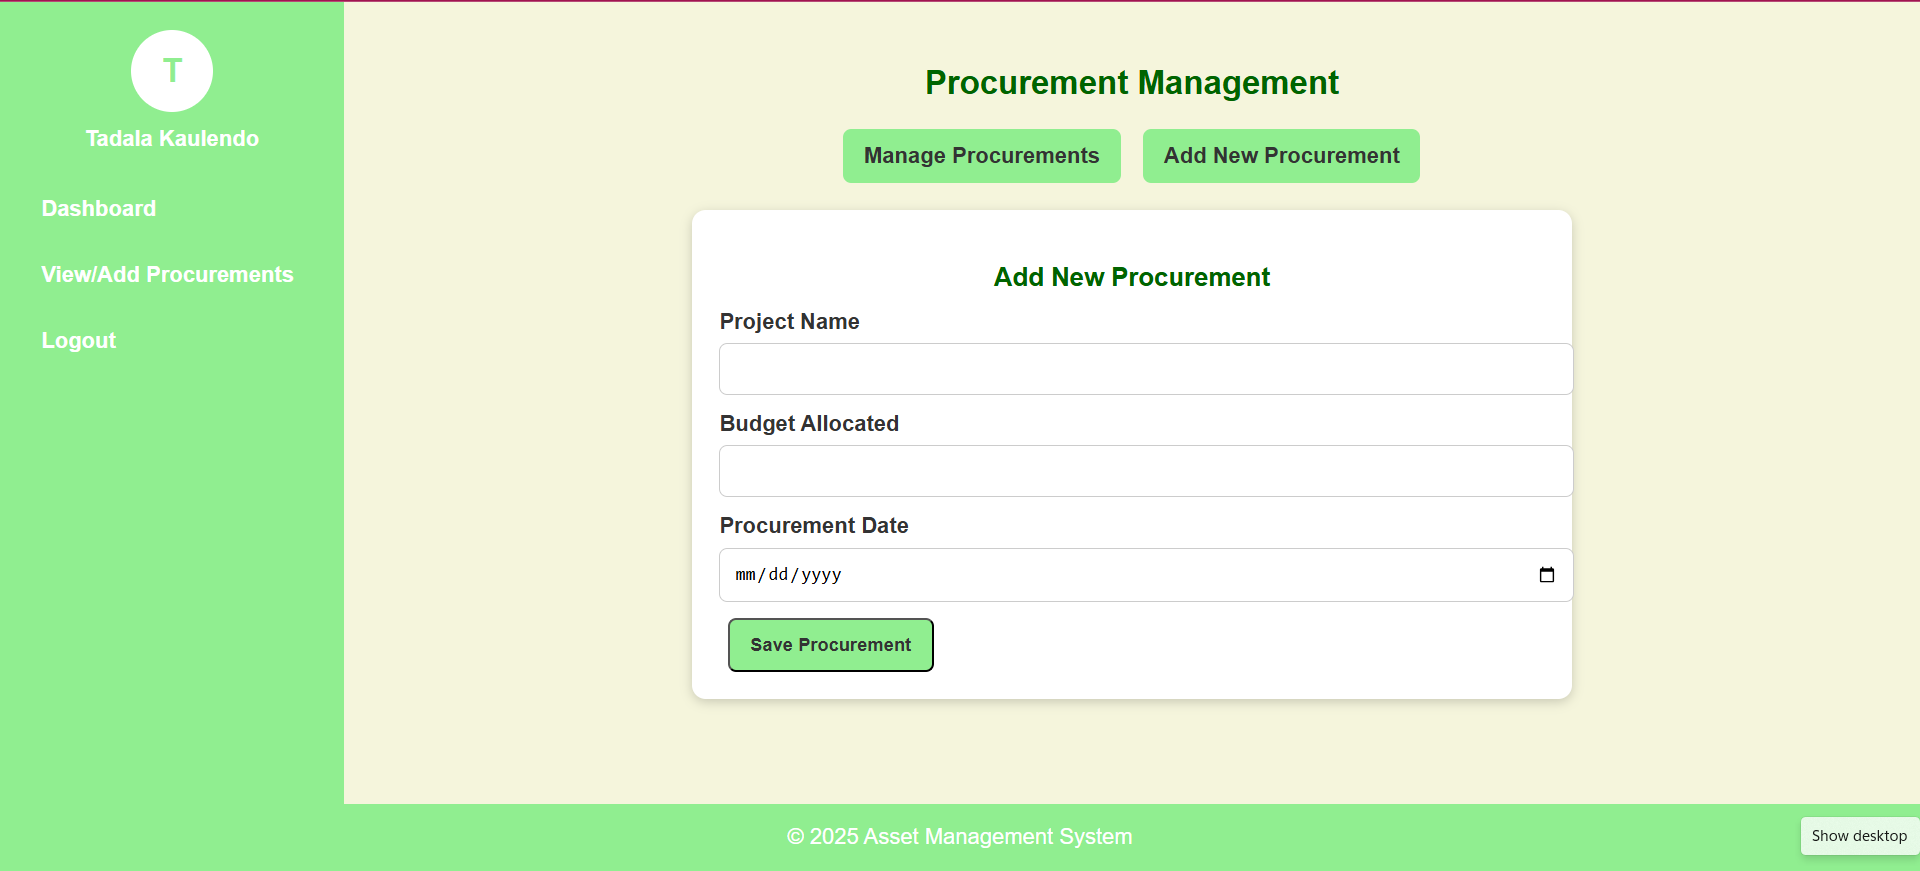 T
Tadala Kaulendo
Dashboard
View/Add Procurements
Logout
Procurement Management
Manage Procurements
Add New Procurement
Add New Procurement
Project Name
Budget Allocated
Procurement Date
mm/dd/yyyy
Save Procurement
© 2025 Asset Management System
Show desktop